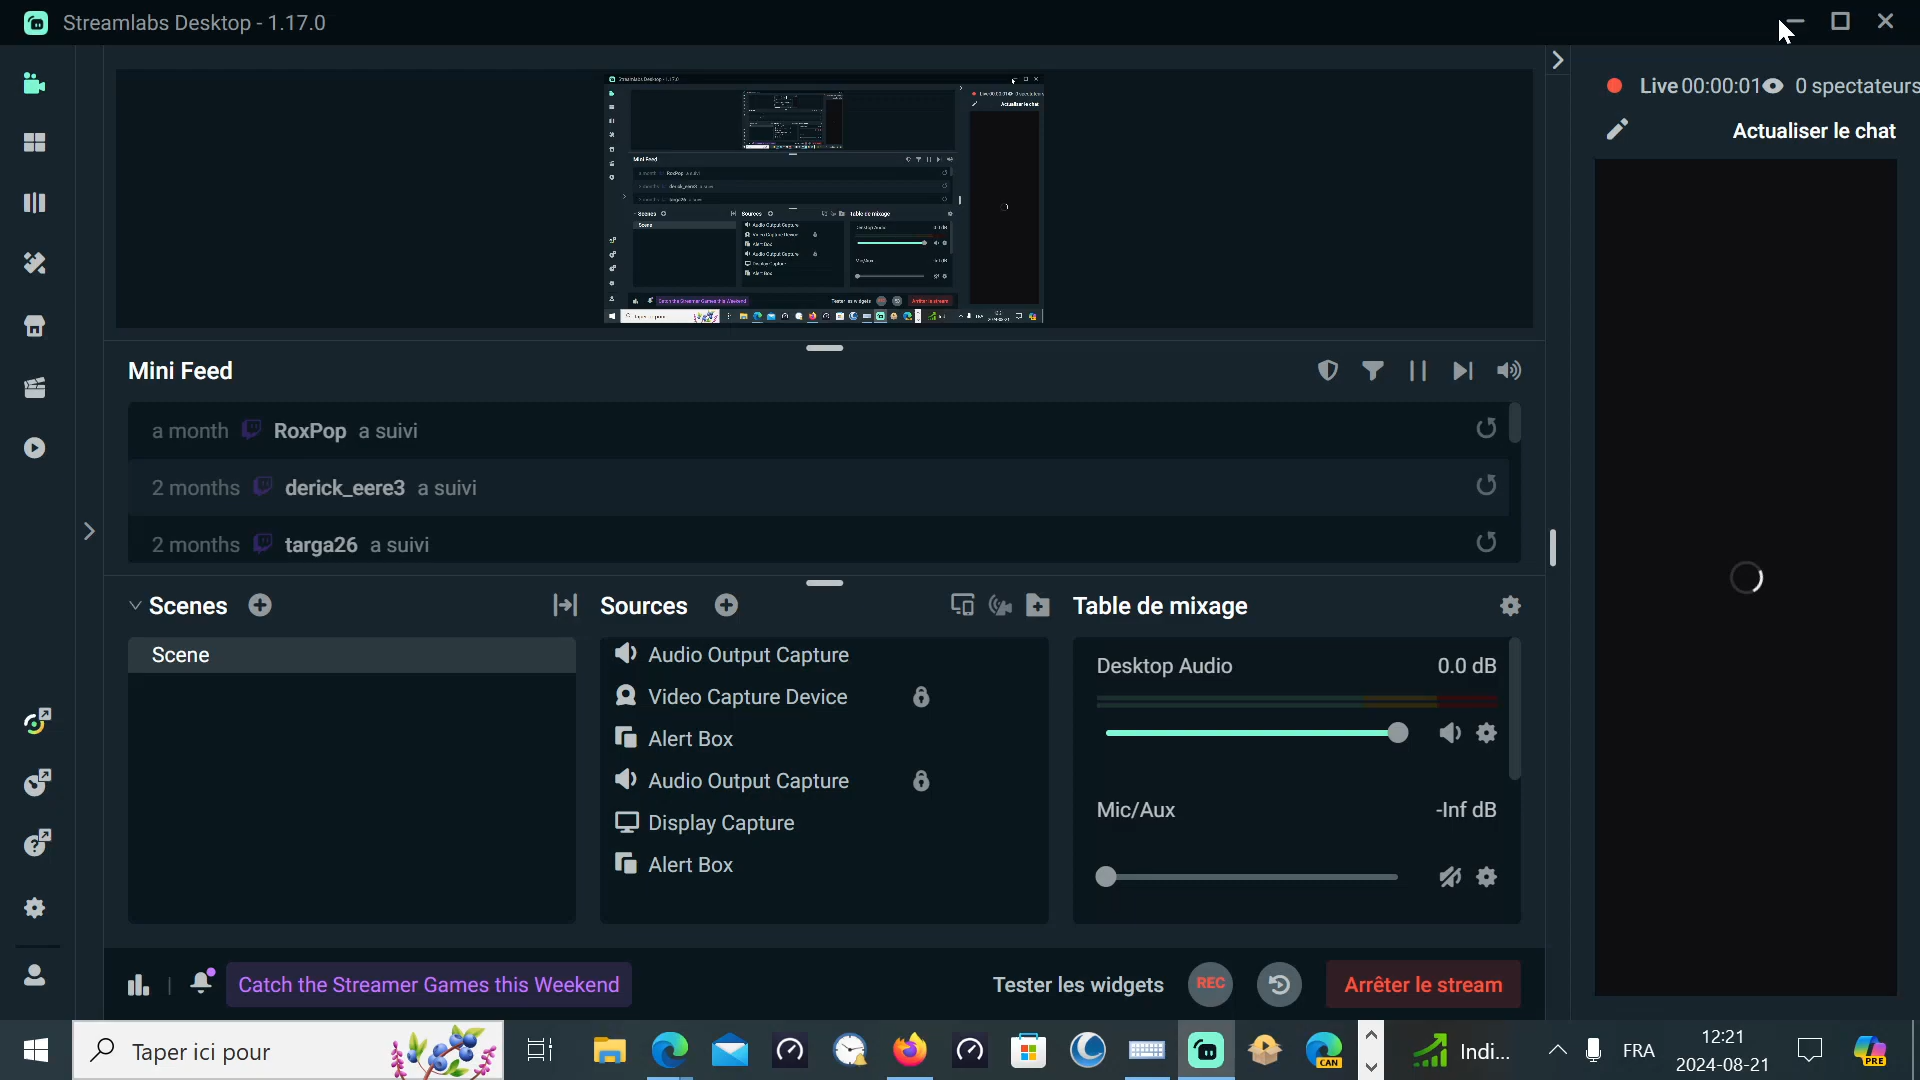 Streamlabs Desktop - 1.17.0
Live 00:00:01 0 spectateurs
Actualiser le chat
Mini Feed
a month RoxPop a suivi
2 months derick_eere3 a suivi
2 months targa26 a suivi
Scenes
Scene
Sources
Audio Output Capture
Video Capture Device
Alert Box
Audio Output Capture
Display Capture
Alert Box
Table de mixage
Desktop Audio 0.0 dB
Mic/Aux -Inf dB
Catch the Streamer Games this Weekend
Tester les widgets
REC
Arrêter le stream
Taper ici pour
CAN
Indi...
FRA
12:21
2024-08-21
PRE